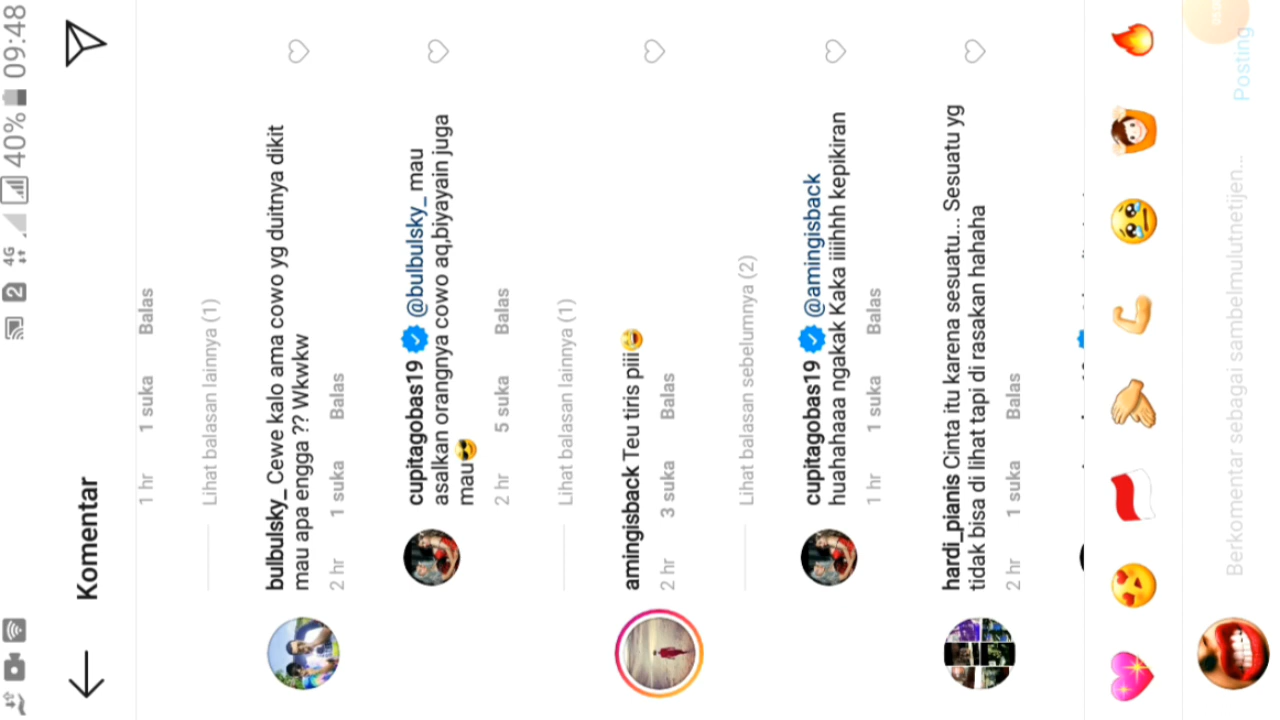 2 4G 40% 09:48
Komentar
1 hr 1 suka Balas
Lihat balasan lainnya (1)
bulbulsky_ Cewe kalo ama cowo yg duitnya dikit
mau apa engga ?? Wkwkw
2 hr 1 suka Balas
cupitagobas19 @bulbulsky_ mau
asalkan orangnya cowo aq,biyayain juga
mau😎
2 hr 5 suka Balas
Lihat balasan lainnya (1)
amingisback Teu tiris piii😄
2 hr 3 suka Balas
Lihat balasan sebelumnya (2)
cupitagobas19 @amingisback
huahahaaa ngakak Kaka iiiihhh kepikiran
1 hr 1 suka Balas
hardi_pianis Cinta itu karena sesuatu... Sesuatu yg
tidak bisa di lihat tapi di rasakan hahaha
2 hr 1 suka Balas
Berkomentar sebagai sambelmulutnetijen... Posting